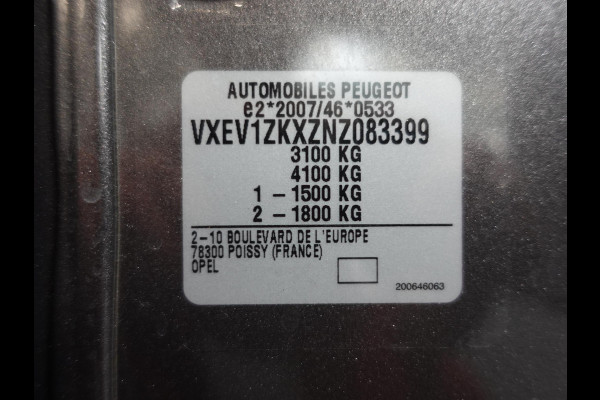 AUTOMOBILES PEUGEOT
e2*2007/46*0533
VXEV1ZKXZNZ083399
3100 KG
4100 KG
1 - 1500 KG
2 - 1800 KG
2-10 BOULEVARD DE L'EUROPE
78300 POISSY (FRANCE)
OPEL
200646063